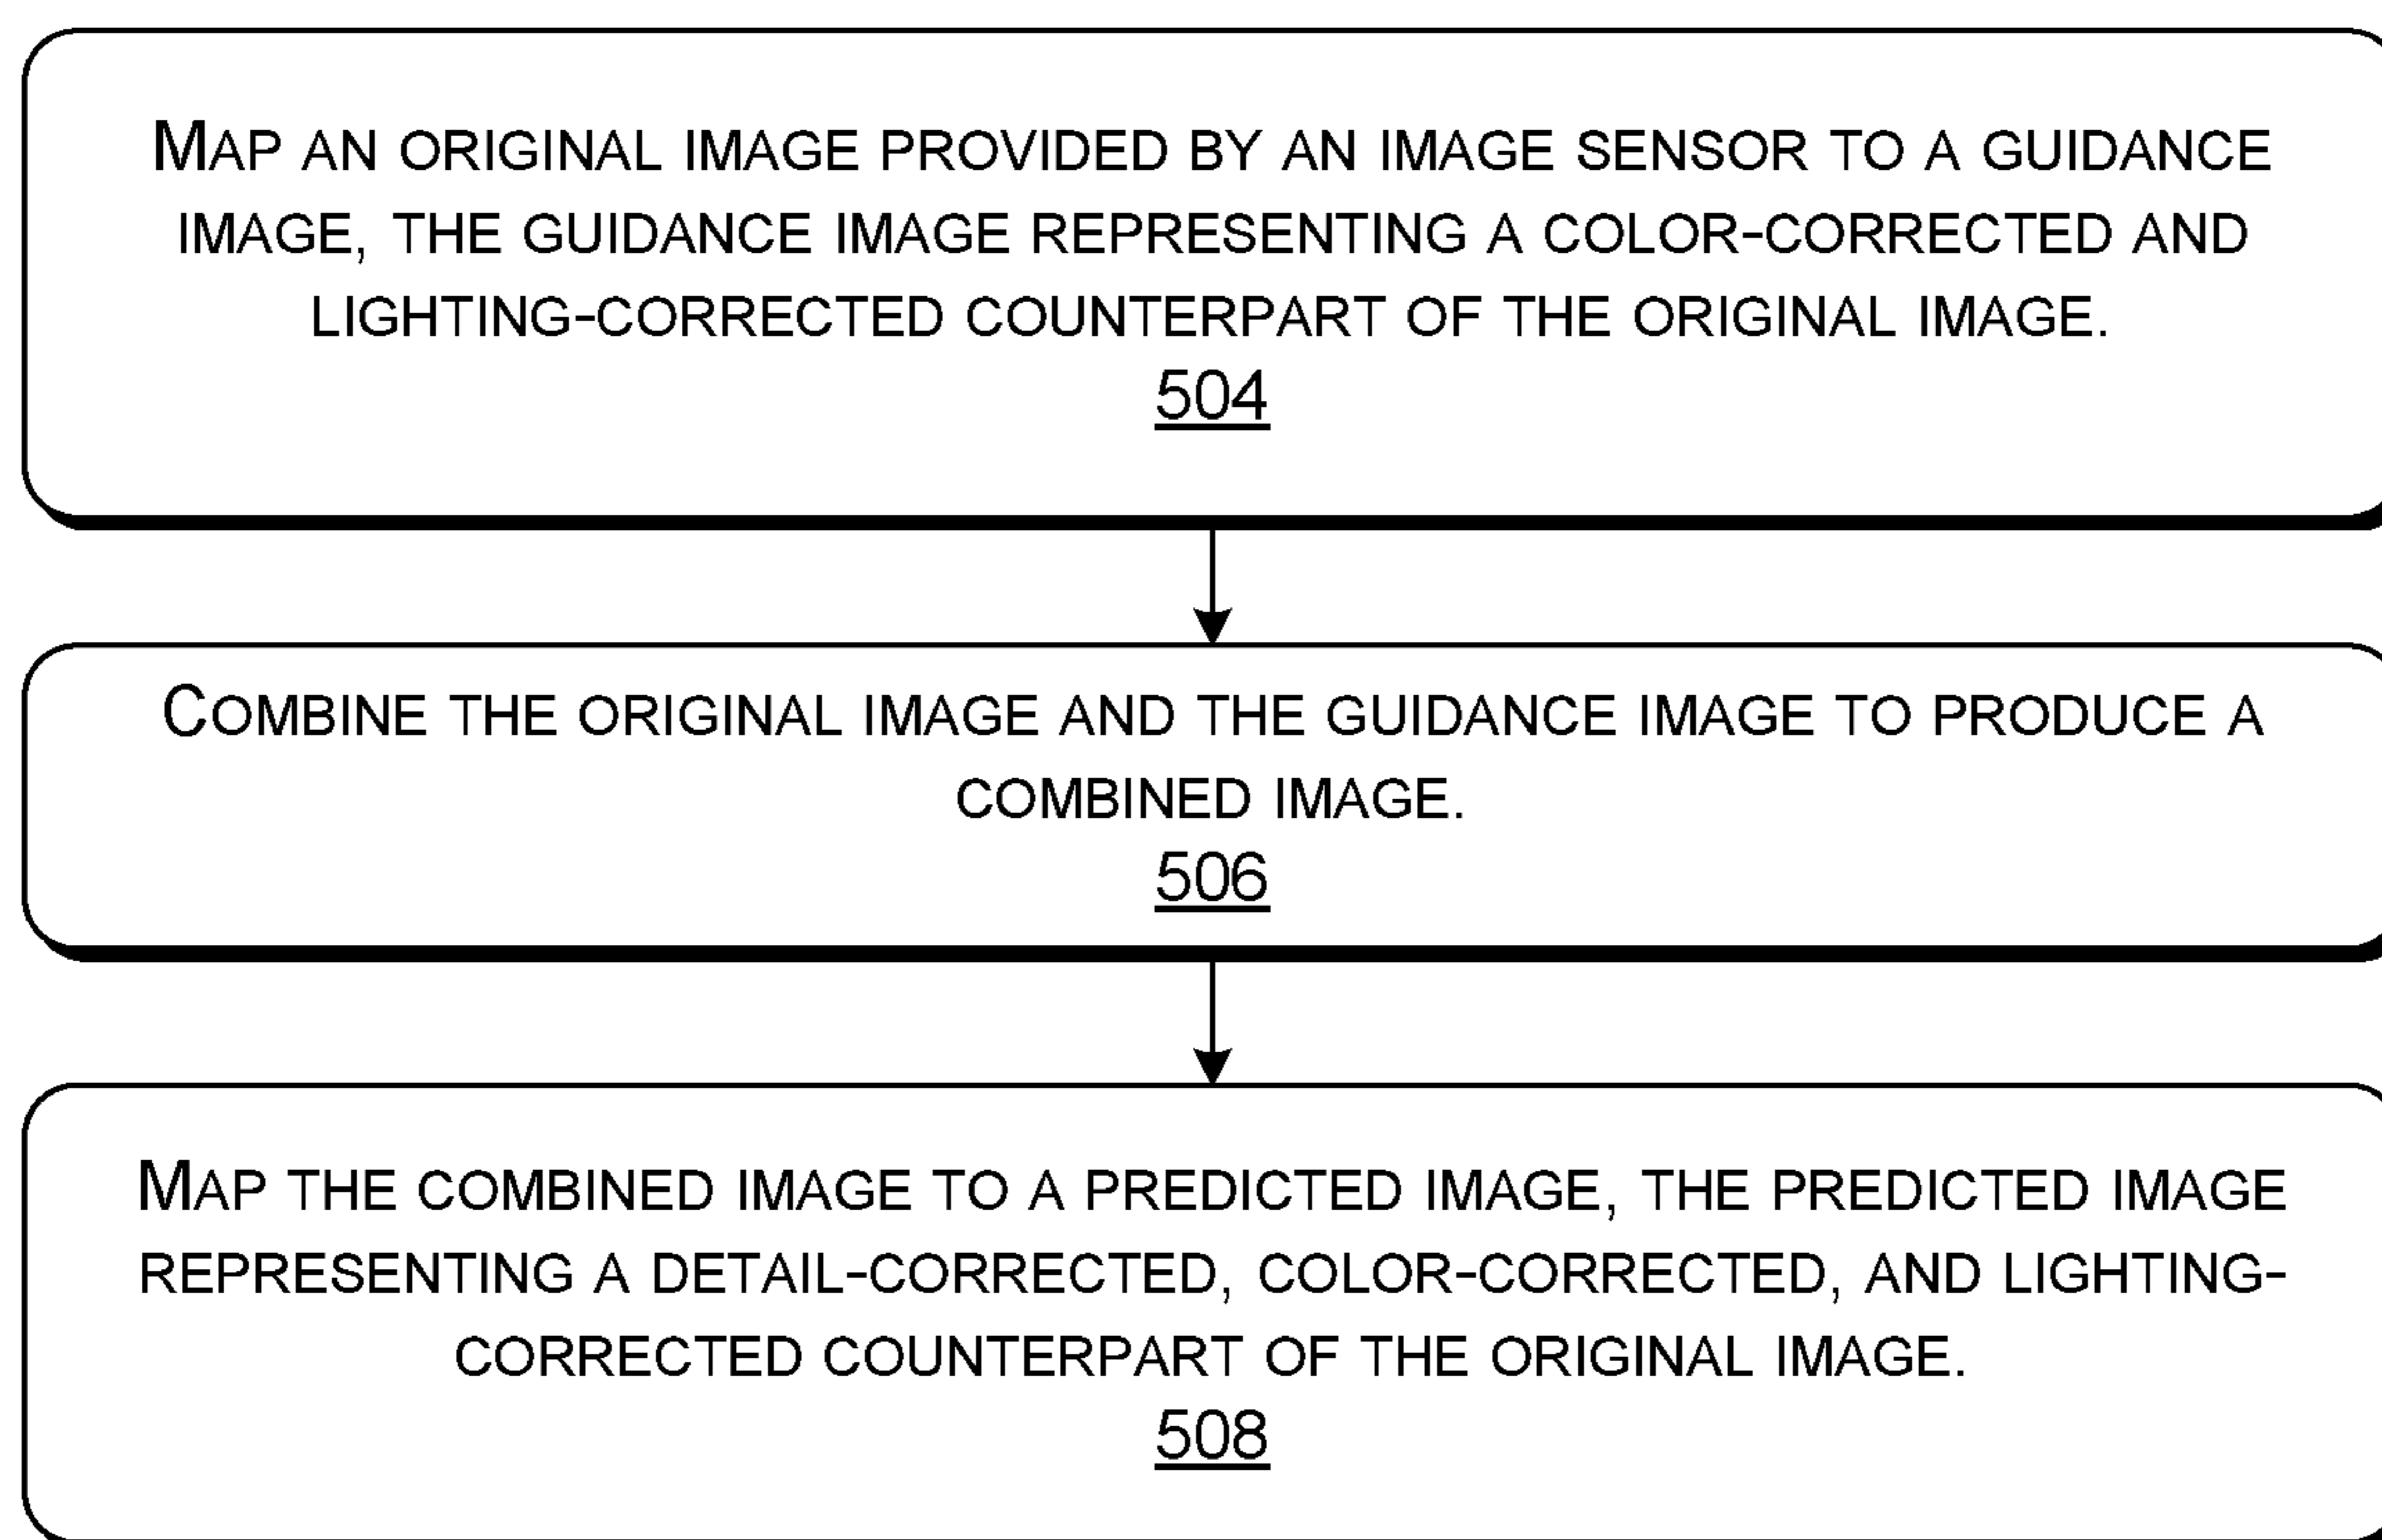 MAP AN ORIGINAL IMAGE PROVIDED BY AN IMAGE SENSOR TO A GUIDANCE
IMAGE, THE GUIDANCE IMAGE REPRESENTING A COLOR-CORRECTED AND
LIGHTING-CORRECTED COUNTERPART OF THE ORIGINAL IMAGE.
504
COMBINE THE ORIGINAL IMAGE AND THE GUIDANCE IMAGE TO PRODUCE A
COMBINED IMAGE.
506
MAP THE COMBINED IMAGE TO A PREDICTED IMAGE, THE PREDICTED IMAGE
REPRESENTING A DETAIL-CORRECTED, COLOR-CORRECTED, AND LIGHTING-
CORRECTED COUNTERPART OF THE ORIGINAL IMAGE.
508